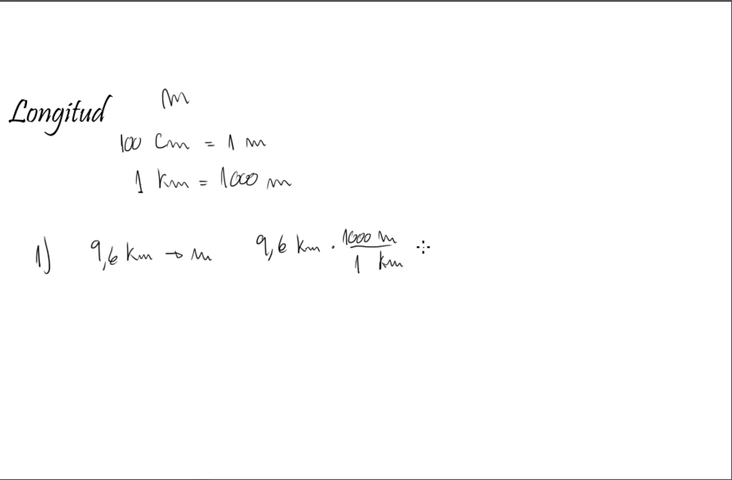 Longitud m
100 cm = 1 m
1 km = 1000 m
1) 9,6 km → m 9,6 km · 1000 m / 1 km